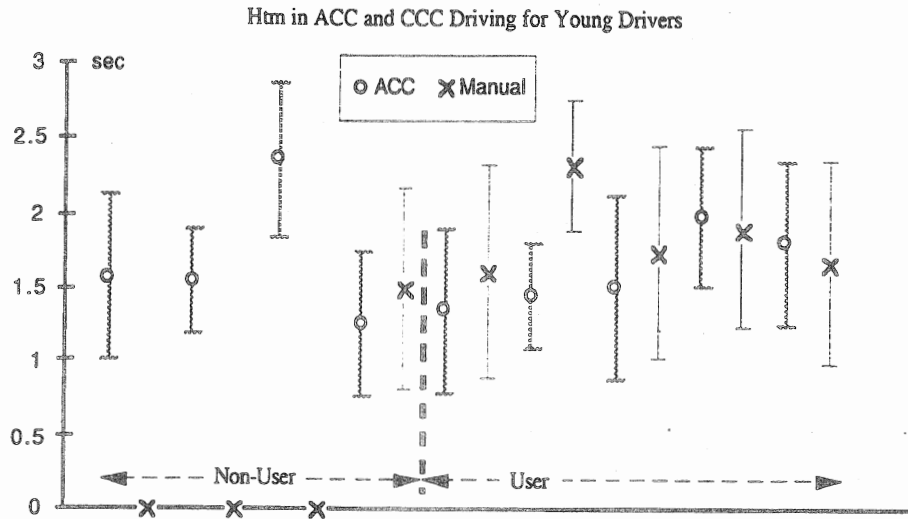 Htm in ACC and CCC Driving for Young Drivers
3 sec
ACC Manual
2.5
2
1.5
1
0.5
Non-User User
0